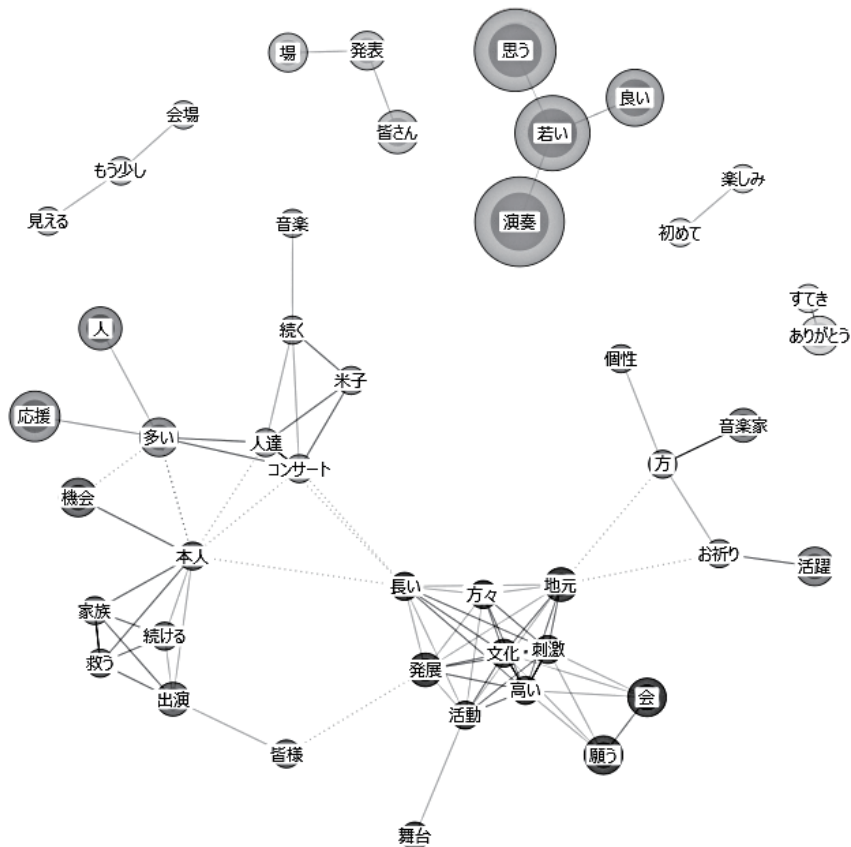 思う
場
発表
良い
会場
皆さん
若い
もう少し
楽しみ
見える
音楽
演奏
初めて
すてき
人
続く
ありがとう
個性
米子
応援
音楽家
多い
人達
コンサート
方
機会
本人
お祈り
活躍
長い
方々
地元
家族
続ける
文化・刺激
救う
発展
高い
出演
会
活動
皆様
願う
舞台